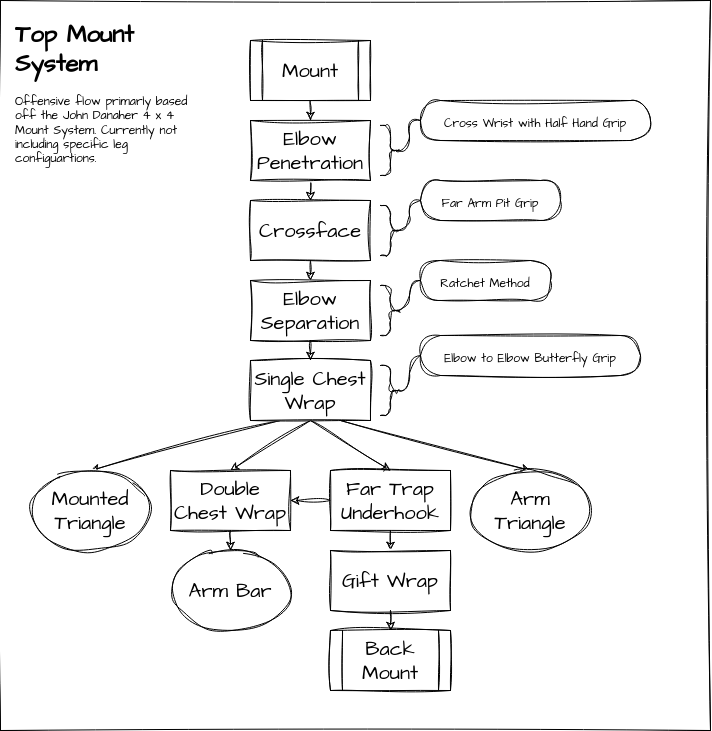 Top Mount
System
Offensive flow primarly based
off the John Danaher 4 x 4
Mount System. Currently not
including specific leg
configuartions.
Mount
Elbow
Penetration
Cross Wrist with Half Hand Grip
Crossface
Far Arm Pit Grip
Elbow
Separation
Ratchet Method
Single Chest
Wrap
Elbow to Elbow Butterfly Grip
Mounted
Triangle
Double
Chest Wrap
Far Trap
Underhook
Arm
Triangle
Arm Bar
Gift Wrap
Back
Mount